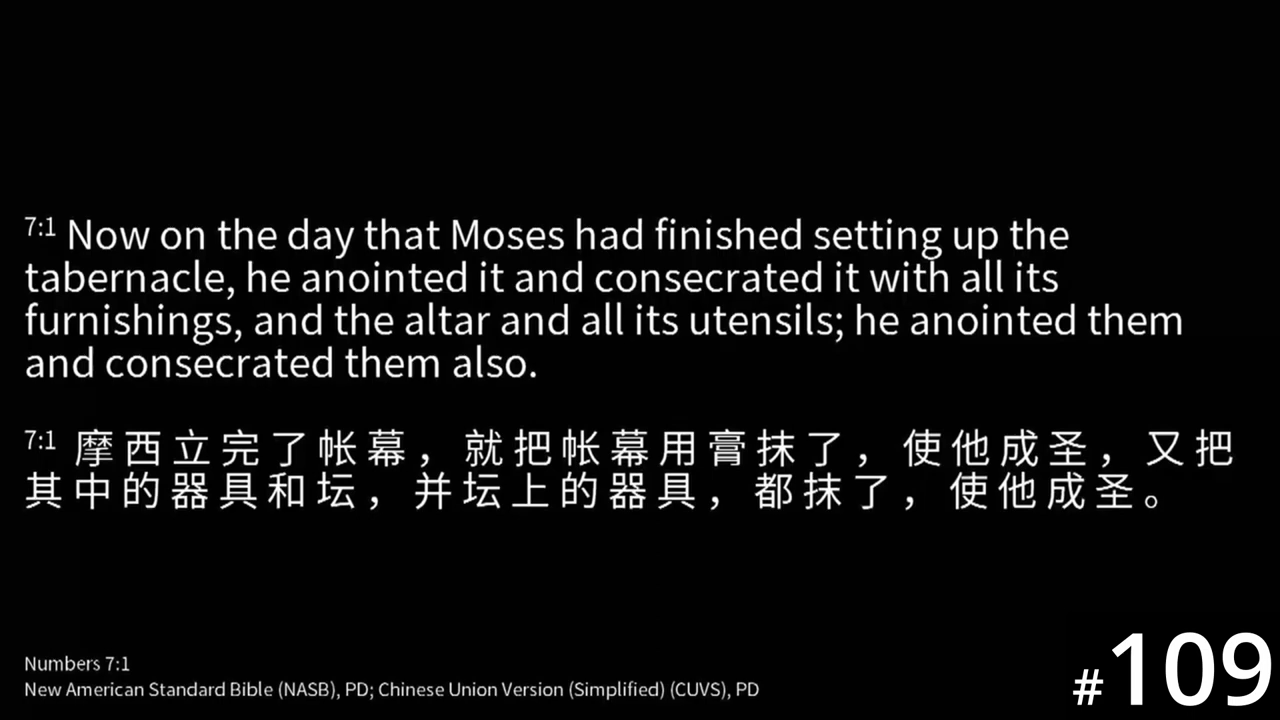 7:1 Now on the day that Moses had finished setting up the
tabernacle, he anointed it and consecrated it with all its
furnishings, and the altar and all its utensils; he anointed them
and consecrated them also.
7:1 摩西立完了帐幕，就把帐幕用膏抹了，使他成圣，又把
其中的器具和坛，并坛上的器具，都抹了，使他成圣。
Numbers 7:1
New American Standard Bible (NASB), PD; Chinese Union Version (Simplified) (CUVS), PD
#109